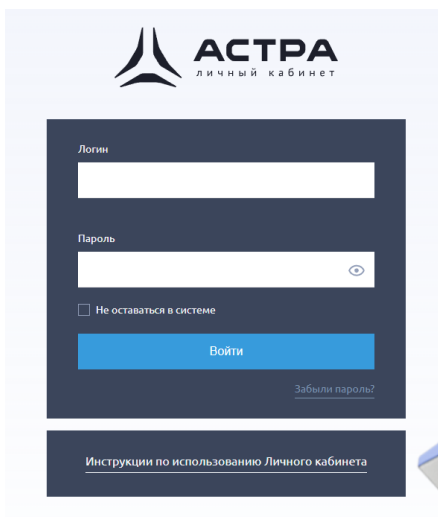 АСТРА
личный кабинет
Логин
Пароль
Не оставаться в системе
Войти
Забыли пароль?
Инструкции по использованию Личного кабинета